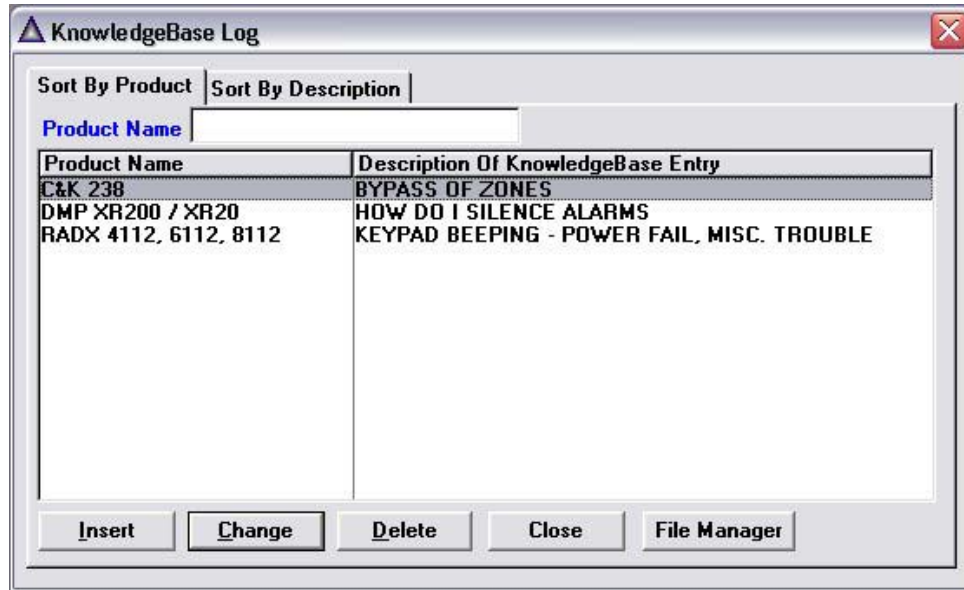 KnowledgeBase Log
Sort By Product Sort By Description
Product Name
Product Name Description Of KnowledgeBase Entry
C&K 238 BYPASS OF ZONES
DMP XR200 / XR20 HOW DO I SILENCE ALARMS
RADX 4112, 6112, 8112 KEYPAD BEEPING - POWER FAIL, MISC. TROUBLE
Insert Change Delete Close File Manager